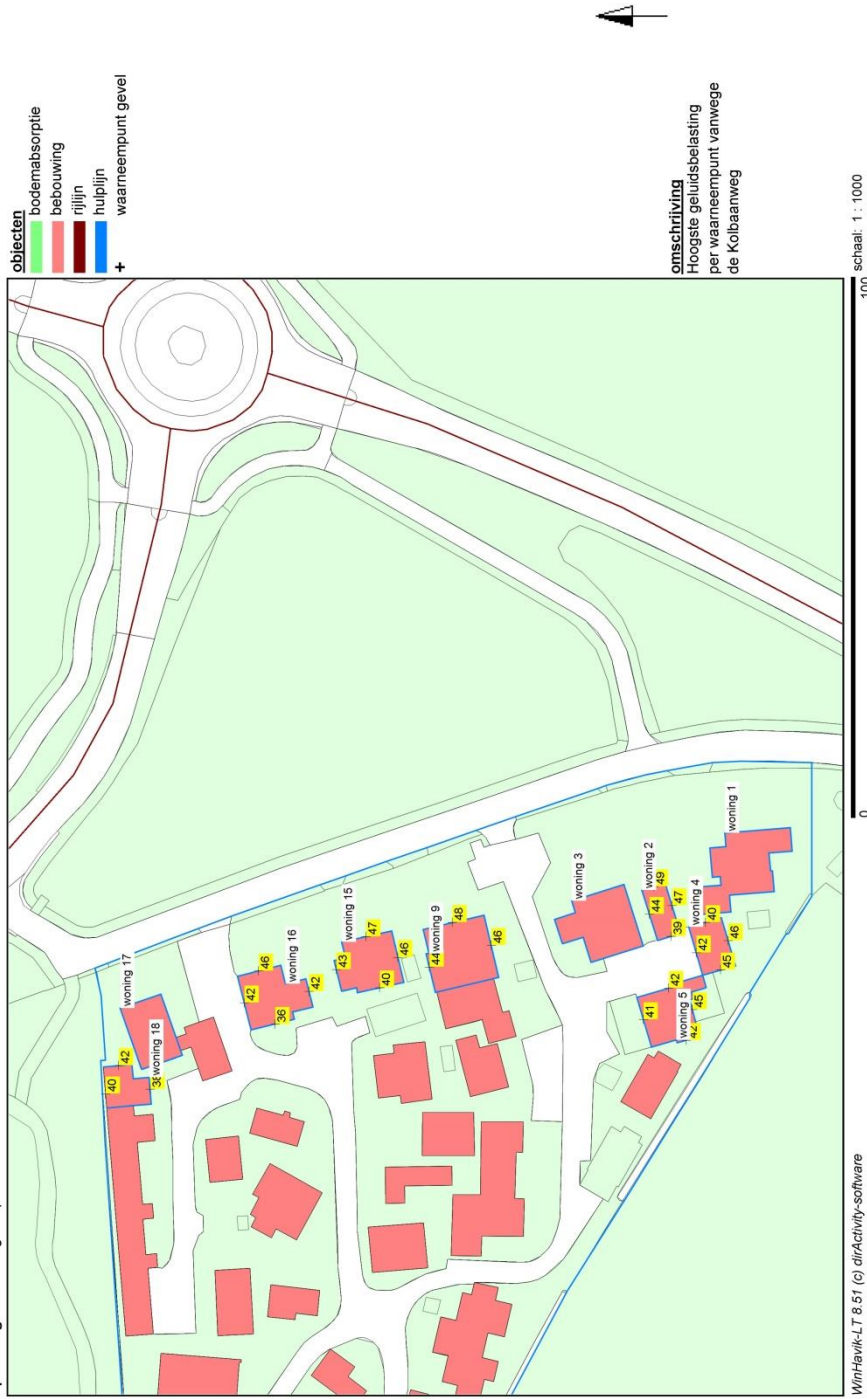 objecten
bodemabsorptie
bebouwing
rijlijn
hulplijn
+ waarneempunt gevel
omschrijving
Hoogste geluidsbelasting
per waarneempunt vanwege
de Kolbaanweg
woning 17
40
42
woning 18
42
46
woning 16
36
42
43
woning 15
47
40
46
44
woning 9
48
46
woning 3
woning 2
44
49
47
39
woning 4
40
42
46
45
woning 1
41
42
woning 5
45
42
0
100
schaal: 1 : 1000
WinHavik-LT 8.51 (c) dirActivity-software